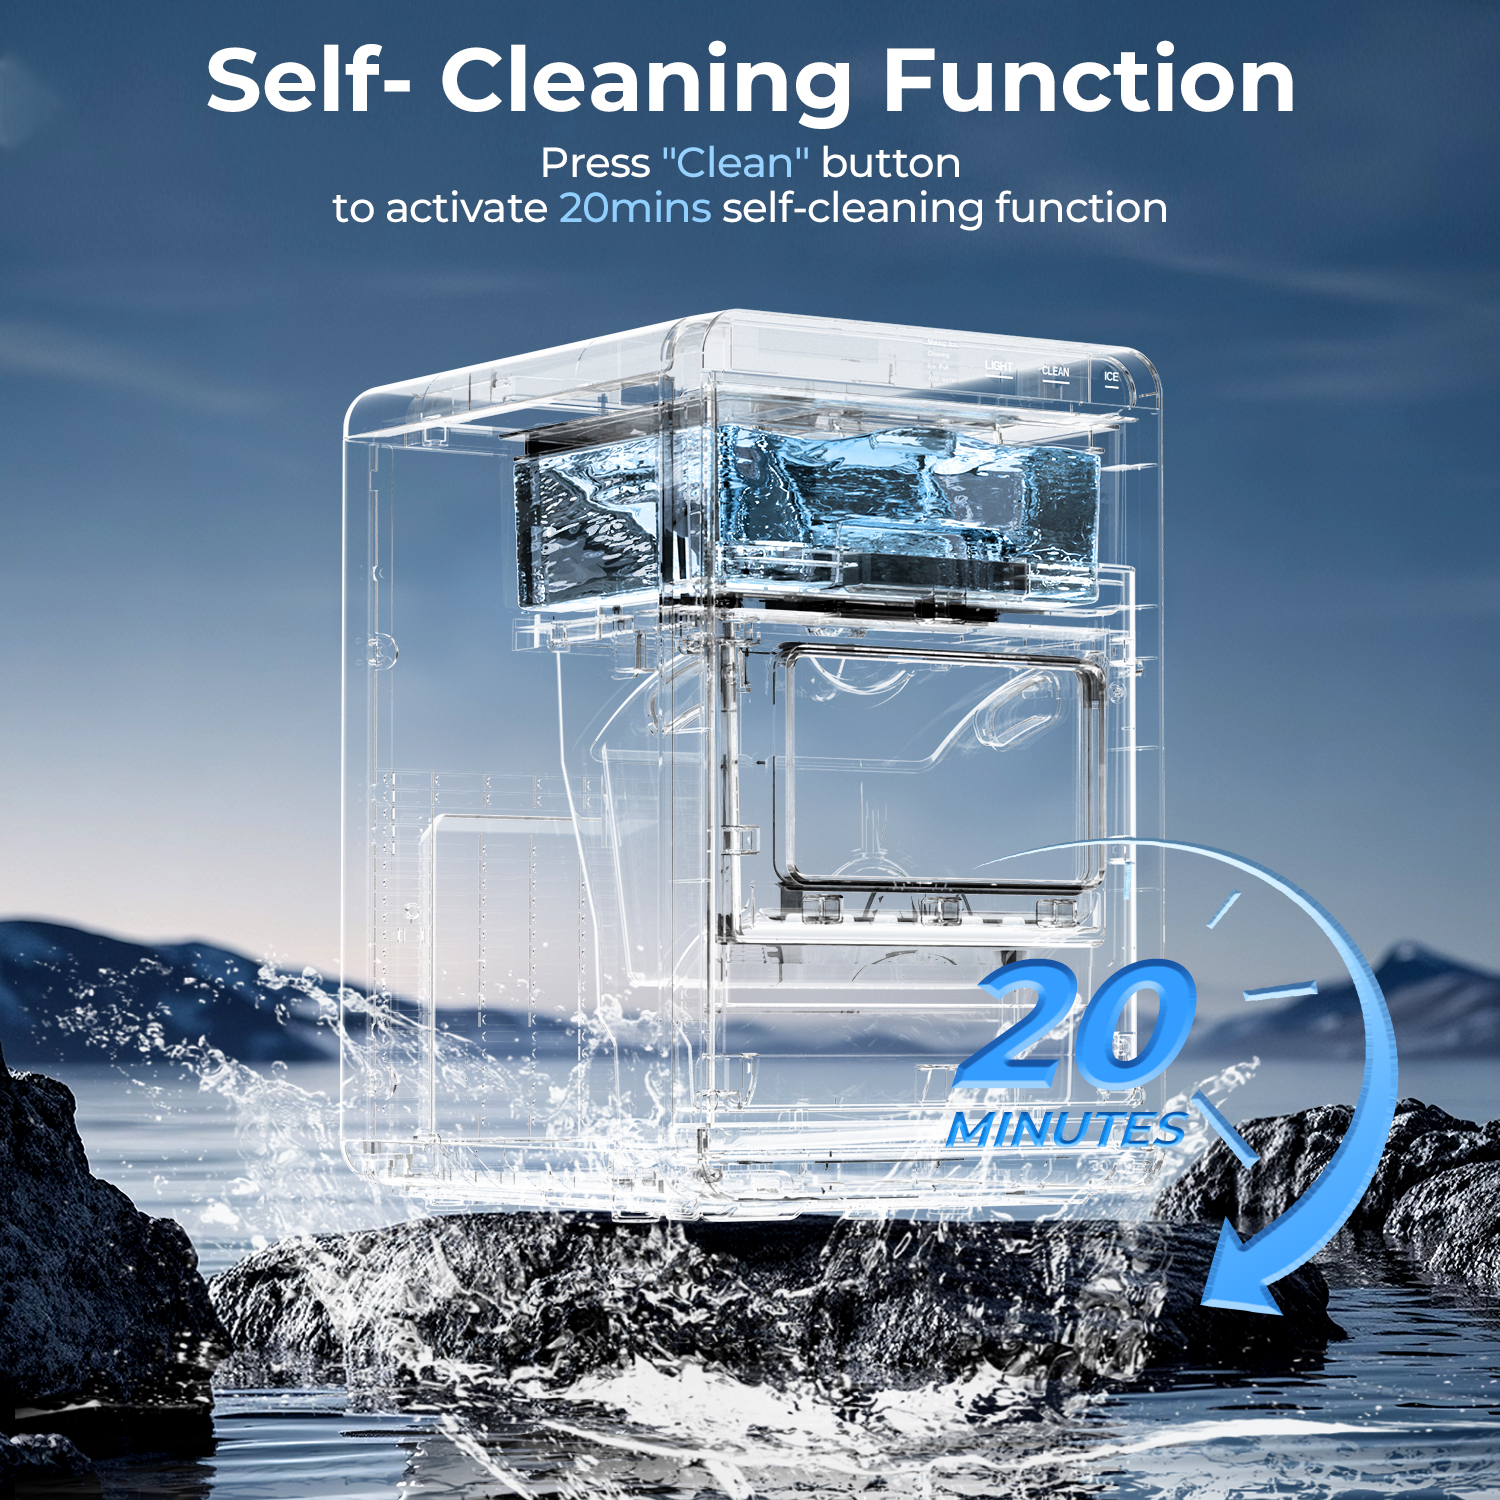 Self- Cleaning Function
Press "Clean" button
to activate 20mins self-cleaning function
LIGHT
CLEAN
ICE
20
MINUTES